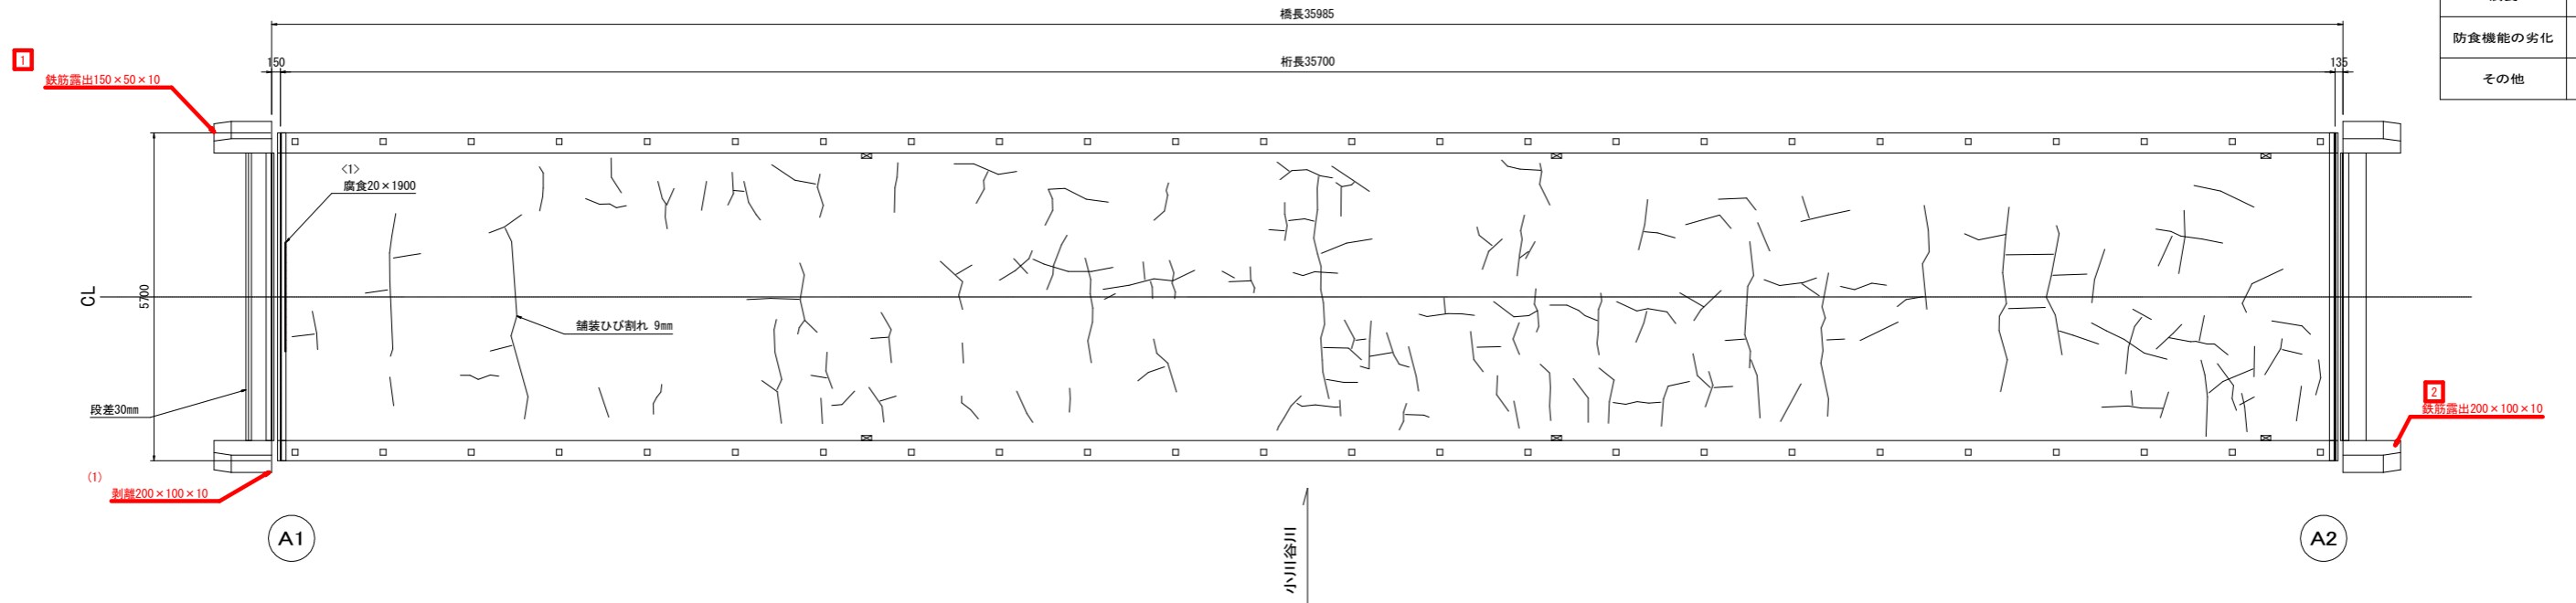 橋長35985
防食機能の劣化
1
150
桁長35700
135
鉄筋露出150×50×10
その他
<1>
腐食20×1900
CL
5700
舗装ひび割れ 9mm
段差30mm
2
鉄筋露出200×100×10
(1)
剥離200×100×10
A1
小川谷川
A2